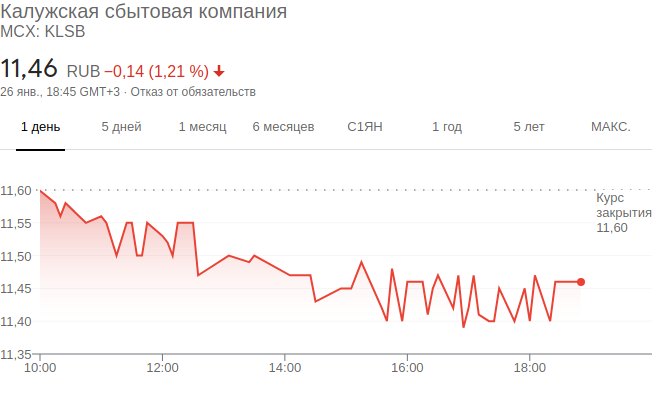 Калужская сбытовая компания
MCX: KLSB
11,46 RUB −0,14 (1,21 %)
26 янв., 18:45 GMT+3 · Отказ от обязательств
1 день 5 дней 1 месяц 6 месяцев С1ЯН 1 год 5 лет МАКС.
11,60
Курс
закрытия
11,60
11,55
11,50
11,45
11,40
11,35
10:00 12:00 14:00 16:00 18:00